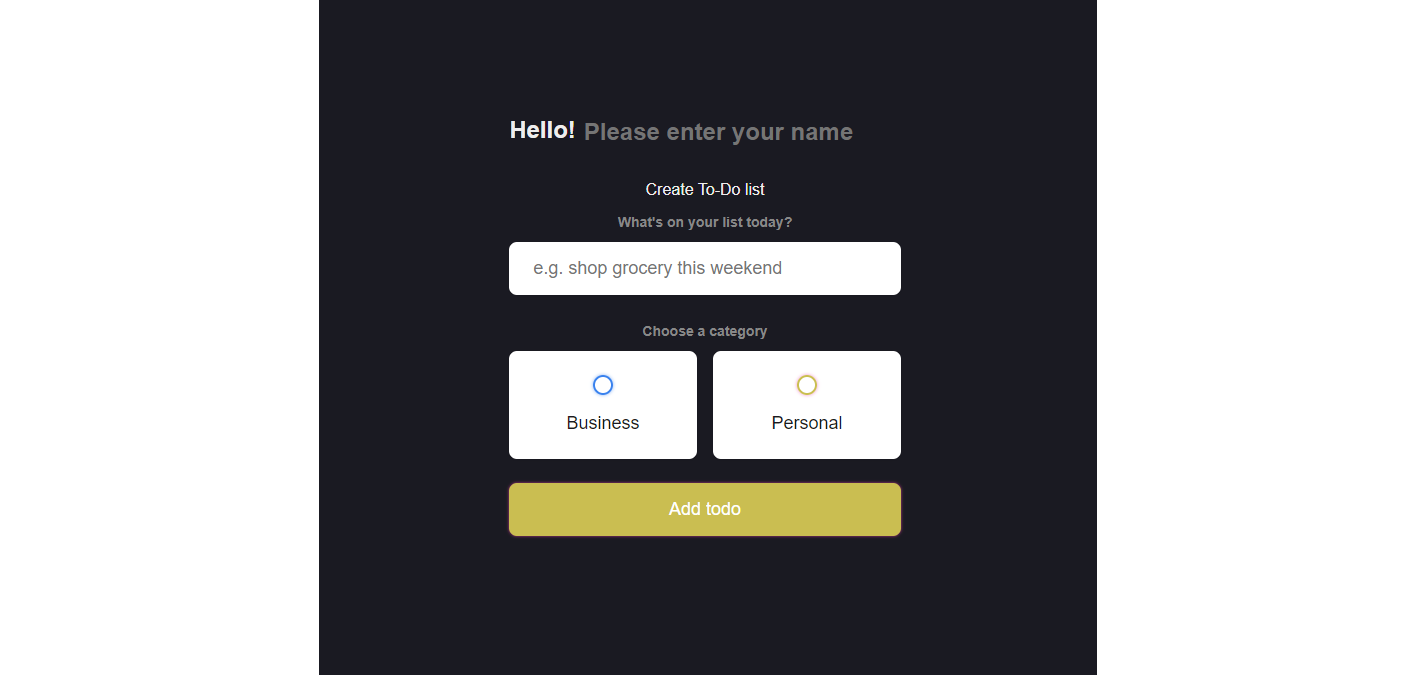 Hello! Please enter your name
Create To-Do list
What's on your list today?
e.g. shop grocery this weekend
Choose a category
Business Personal
Add todo